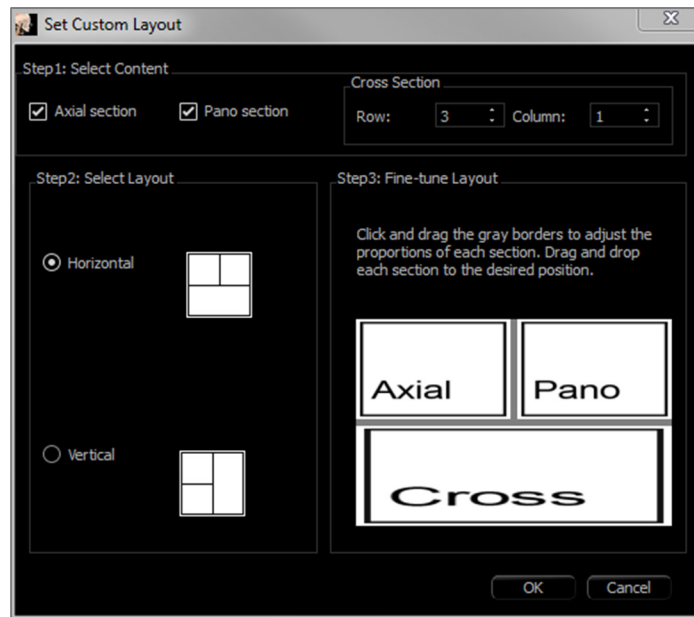 Set Custom Layout
Step1: Select Content
Axial section
Pano section
Cross Section
Row:
3
Column:
1
Step2: Select Layout
Horizontal
Vertical
Step3: Fine-tune Layout
Click and drag the gray borders to adjust the
proportions of each section. Drag and drop
each section to the desired position.
Axial
Pano
Cross
OK
Cancel